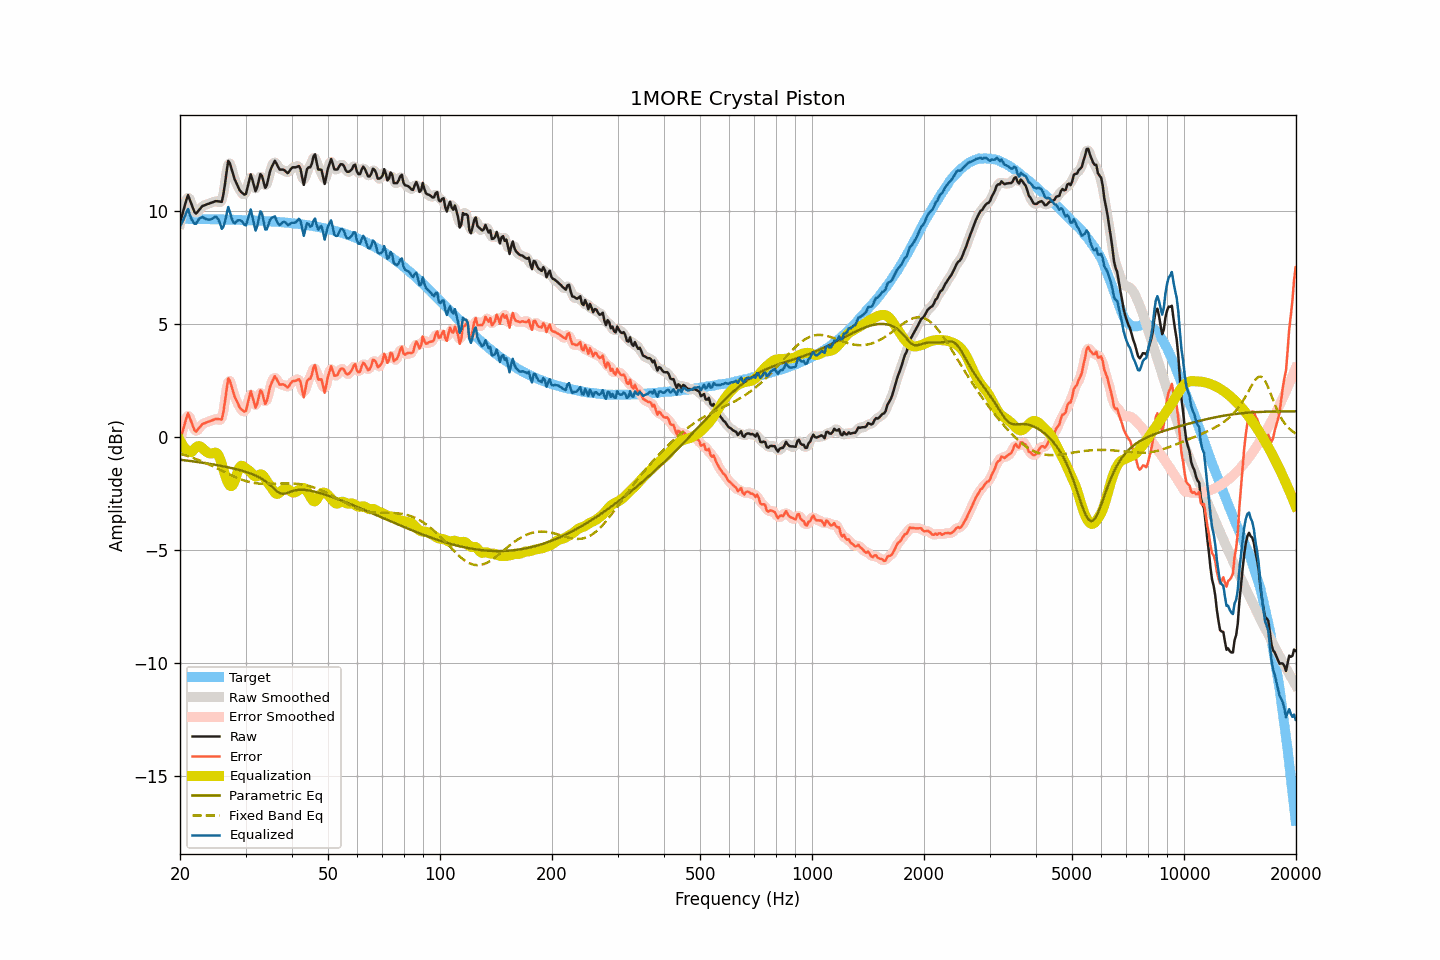 1MORE Crystal Piston
Amplitude (dBr)
10
5
0
−5
−10
−15
Target
Raw Smoothed
Error Smoothed
Raw
Error
Equalization
Parametric Eq
Fixed Band Eq
Equalized
20 50 100 200 500 1000 2000 5000 10000 20000
Frequency (Hz)